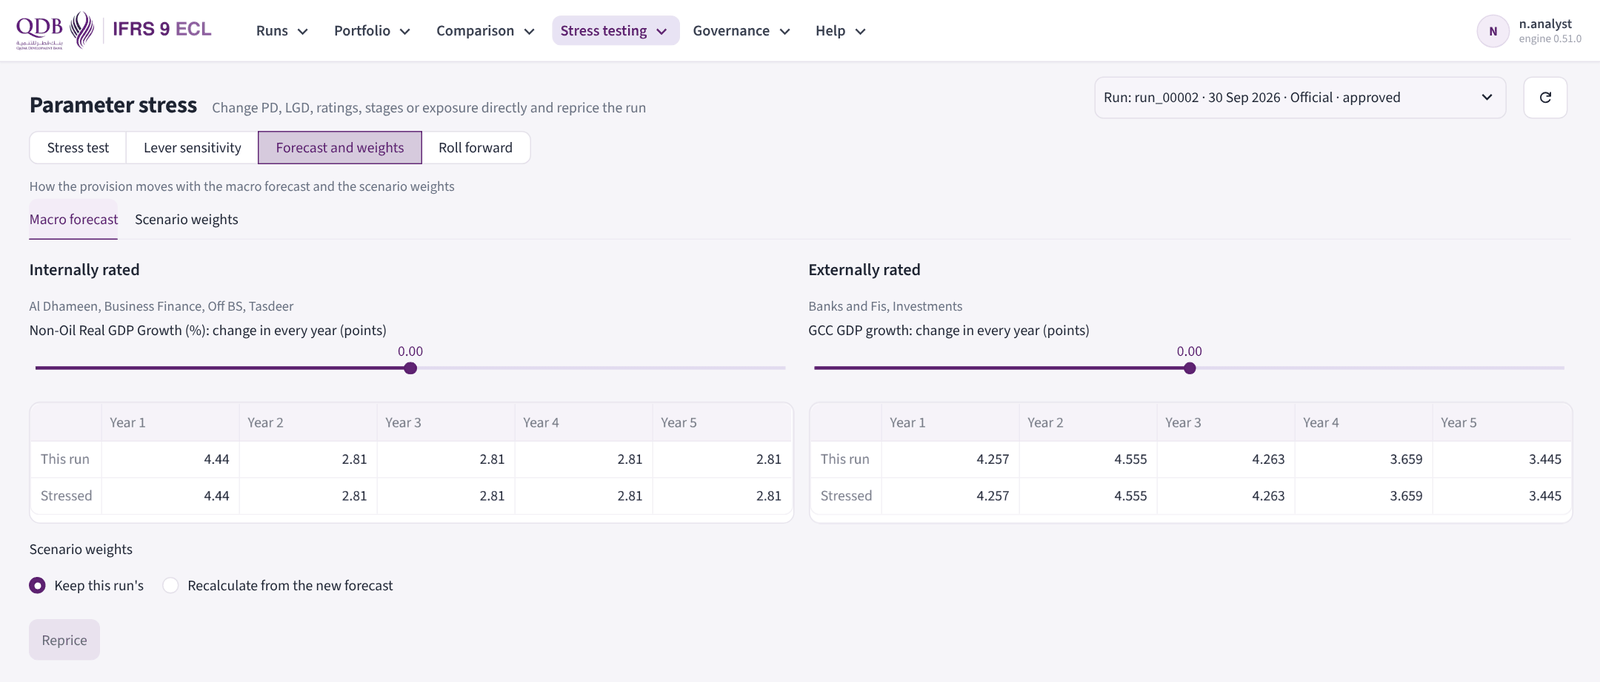 QDB IFRS 9 ECL Runs Portfolio Comparison Stress testing Governance Help N n.analyst
engine 0.51.0
Parameter stress Change PD, LGD, ratings, stages or exposure directly and reprice the run Run: run_00002 · 30 Sep 2026 · Official · approved
Stress test Lever sensitivity Forecast and weights Roll forward
How the provision moves with the macro forecast and the scenario weights
Macro forecast Scenario weights
Internally rated
Al Dhameen, Business Finance, Off BS, Tasdeer
Non-Oil Real GDP Growth (%): change in every year (points)
0.00
Year 1 Year 2 Year 3 Year 4 Year 5
This run 4.44 2.81 2.81 2.81 2.81
Stressed 4.44 2.81 2.81 2.81 2.81
Externally rated
Banks and Fis, Investments
GCC GDP growth: change in every year (points)
0.00
Year 1 Year 2 Year 3 Year 4 Year 5
This run 4.257 4.555 4.263 3.659 3.445
Stressed 4.257 4.555 4.263 3.659 3.445
Scenario weights
Keep this run's Recalculate from the new forecast
Reprice